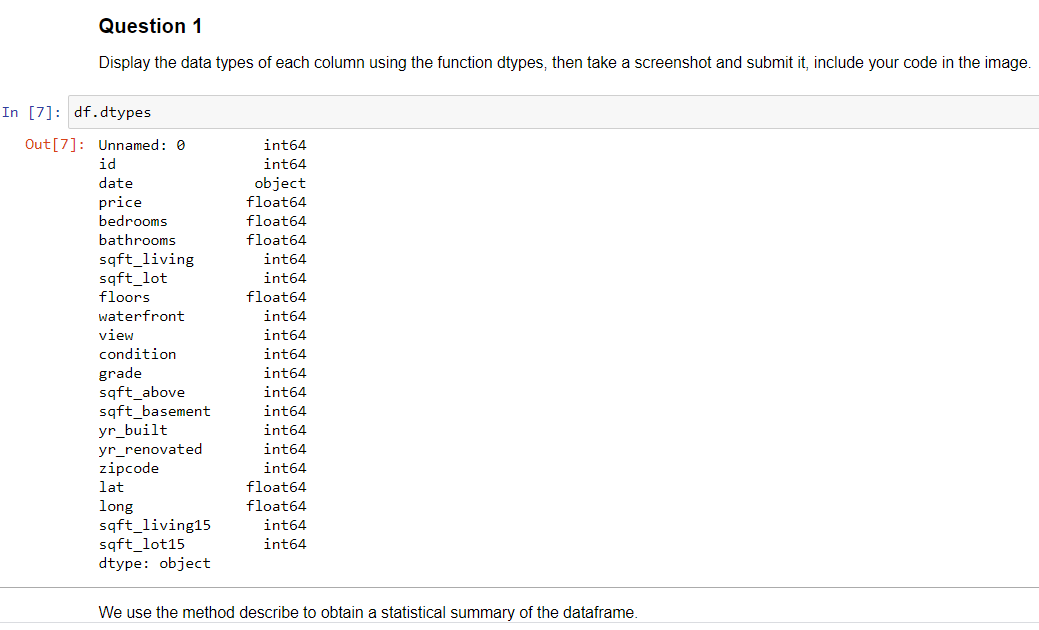 Question 1
Display the data types of each column using the function dtypes, then take a screenshot and submit it, include your code in the image.
In [7]: df.dtypes
Out[7]: Unnamed: 0 int64
id int64
date object
price float64
bedrooms float64
bathrooms float64
sqft_living int64
sqft_lot int64
floors float64
waterfront int64
view int64
condition int64
grade int64
sqft_above int64
sqft_basement int64
yr_built int64
yr_renovated int64
zipcode int64
lat float64
long float64
sqft_living15 int64
sqft_lot15 int64
dtype: object
We use the method describe to obtain a statistical summary of the dataframe.